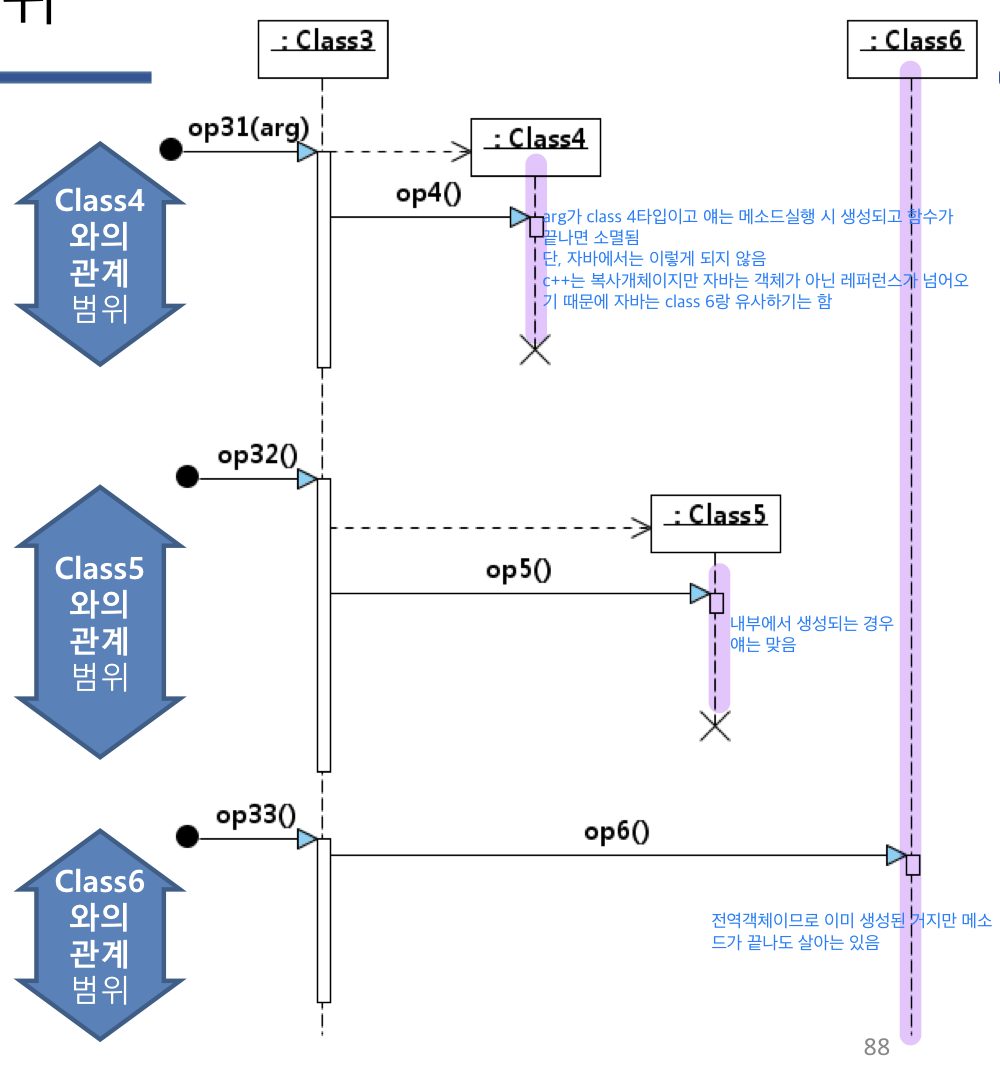 : Class3
: Class6
op31(arg)
: Class4
Class4
와의
관계
범위
op4()
arg가 class 4타입이고 얘는 메소드실행 시 생성되고 함수가
끝나면 소멸됨
단, 자바에서는 이렇게 되지 않음
c++는 복사개체이지만 자바는 객체가 아닌 레퍼런스가 넘어오
기 때문에 자바는 class 6랑 유사하기는 함
op32()
: Class5
Class5
와의
관계
범위
op5()
내부에서 생성되는 경우
얘는 맞음
op33()
op6()
Class6
와의
관계
범위
전역객체이므로 이미 생성된 거지만 메소
드가 끝나도 살아는 있음
88